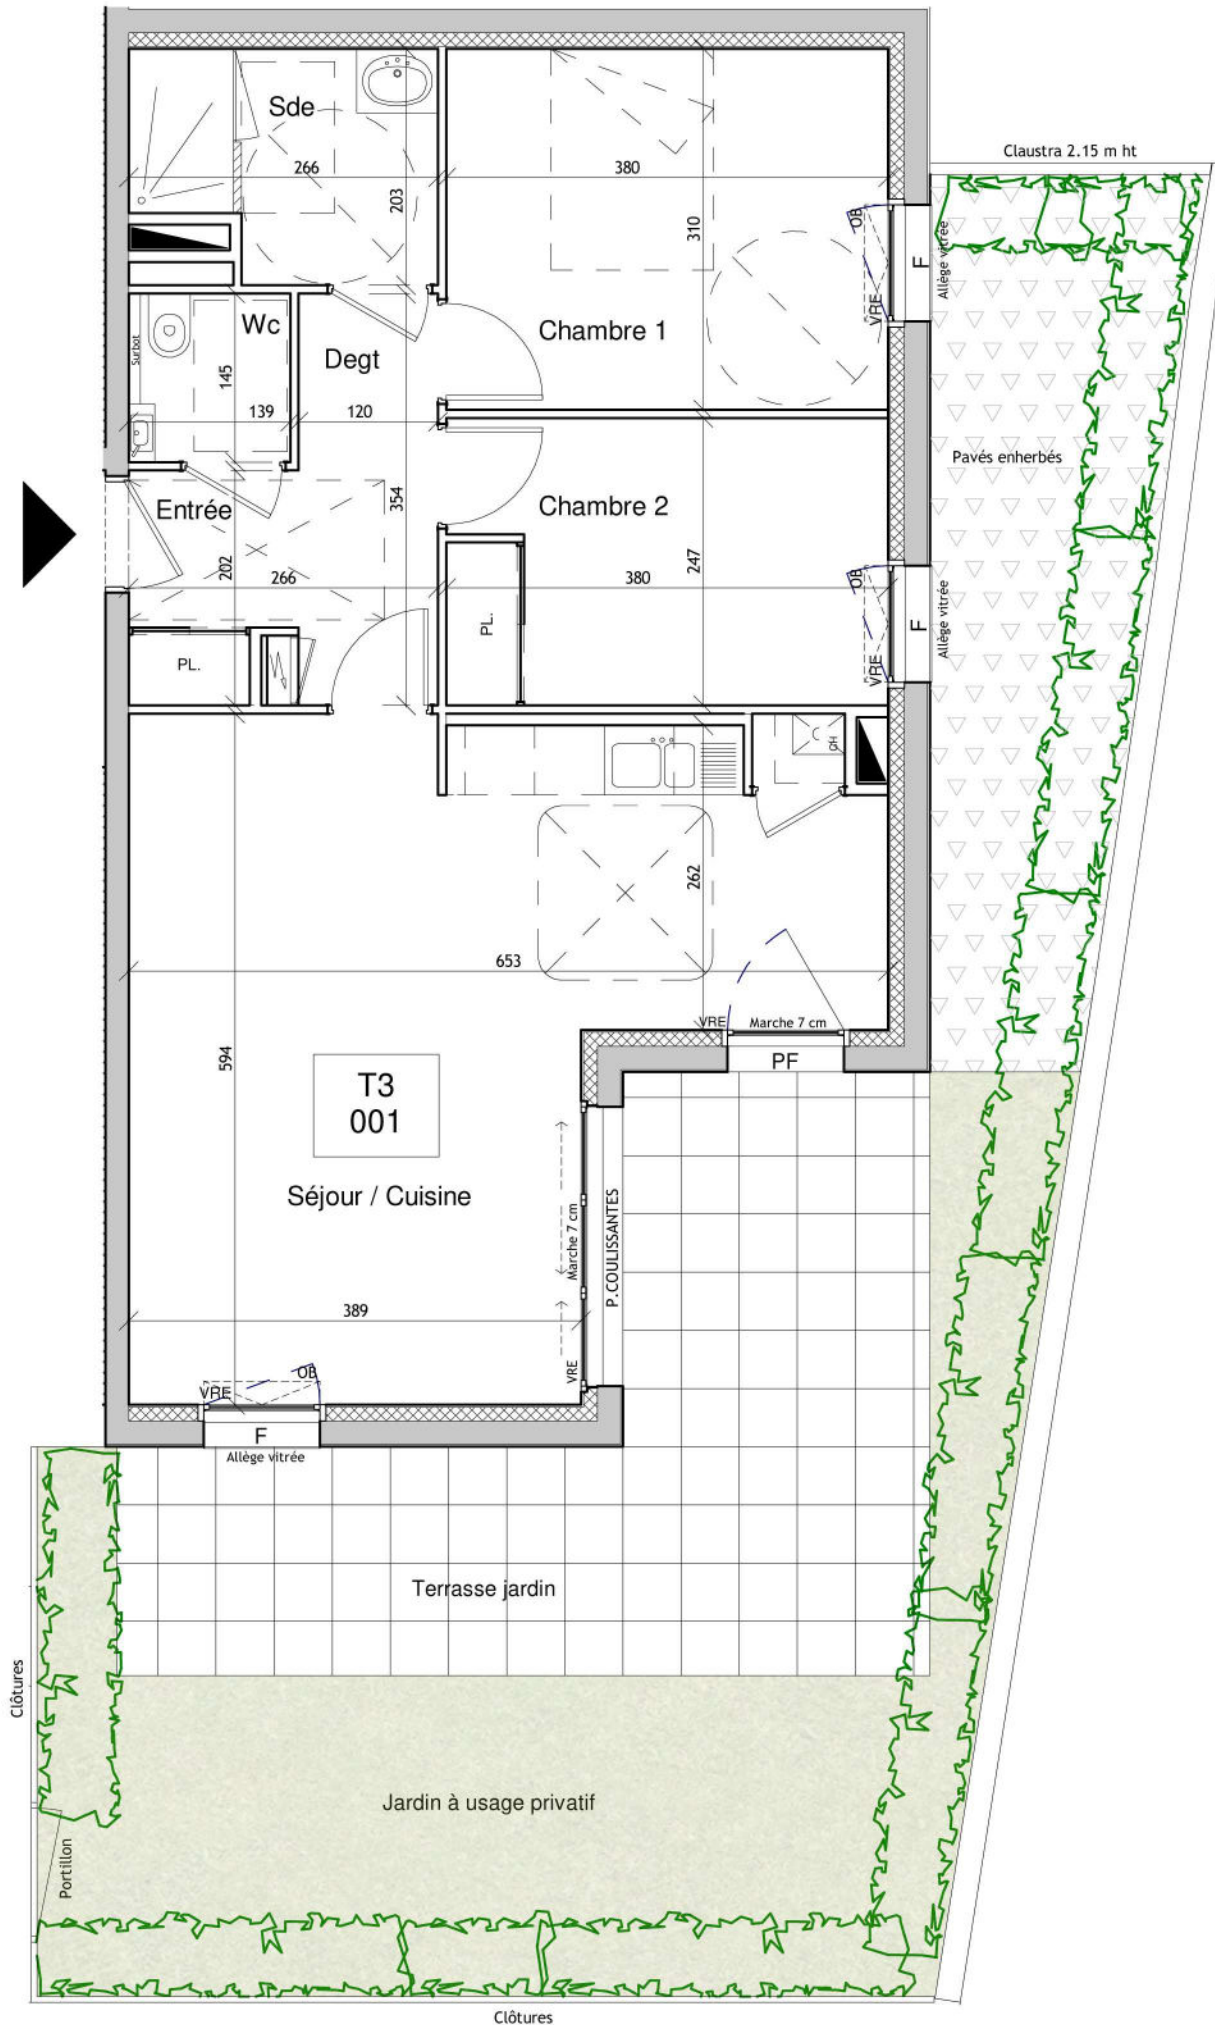 Claustra 2.15 m ht
Sde
266
203
380
310
OB
VRE
F
Allège vitrée
Wc
Surbot
145
139
Degt
120
Chambre 1
Pavés enherbés
Entrée
354
202
266
Chambre 2
247
380
OB
VRE
F
Allège vitrée
PL.
PL.
CH
262
653
594
VRE
Marche 7 cm
PF
T3
001
Séjour / Cuisine
Marche 7 cm
P.COULISSANTES
VRE
389
OB
VRE
F
Allège vitrée
Terrasse jardin
Clôtures
Jardin à usage privatif
Portillon
Clôtures